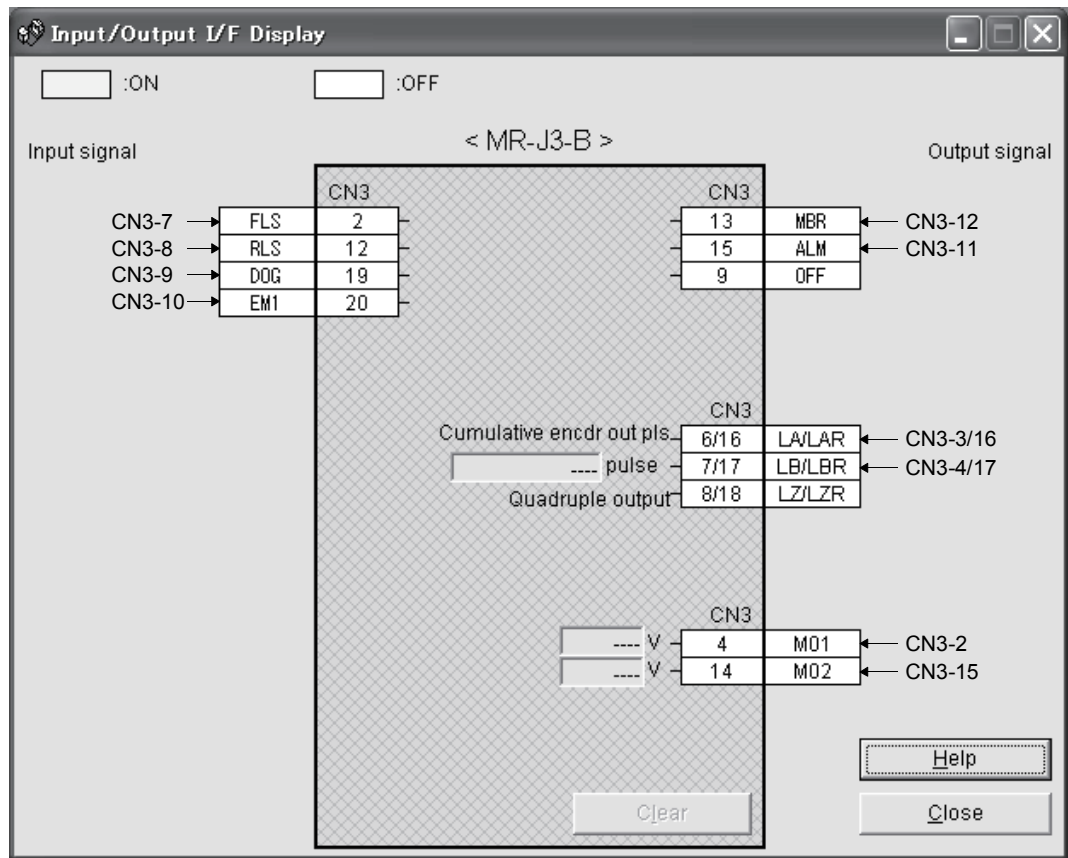 Input/Output I/F Display
:ON :OFF
Input signal
< MR-J3-B >
Output signal
CN3 CN3
CN3-7 FLS 2 13 MBR CN3-12
CN3-8 RLS 12 15 ALM CN3-11
CN3-9 DOG 19 9 OFF
CN3-10 EM1 20
CN3
Cumulative encdr out pls 6/16 LA/LAR CN3-3/16
---- pulse 7/17 LB/LBR CN3-4/17
Quadruple output 8/18 LZ/LZR
CN3
---- V 4 MO1 CN3-2
---- V 14 MO2 CN3-15
Help
Clear Close